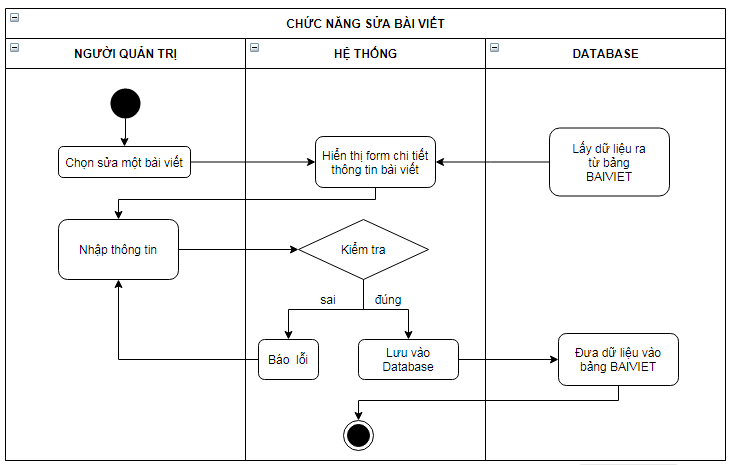 CHỨC NĂNG SỬA BÀI VIẾT
NGƯỜI QUẢN TRỊ
HỆ THỐNG
DATABASE
Chọn sửa một bài viết
Hiển thị form chi tiết
thông tin bài viết
Lấy dữ liệu ra
từ bảng
BAIVIET
Nhập thông tin
Kiểm tra
sai
đúng
Báo lỗi
Lưu vào
Database
Đưa dữ liệu vào
bảng BAIVIET